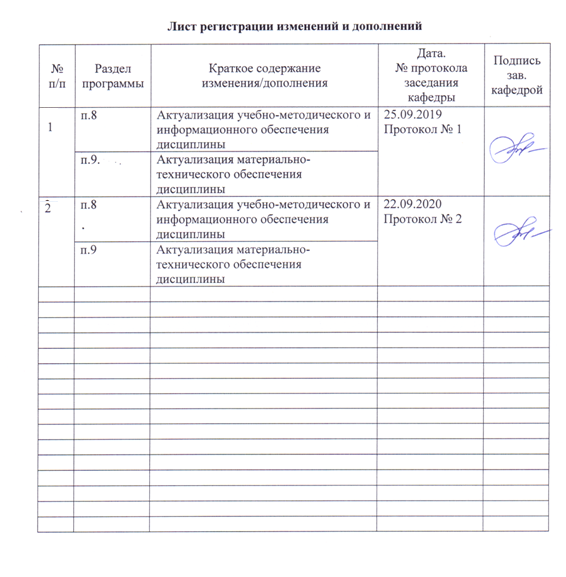 Лист регистрации изменений и дополнений
№
п/п
Раздел
программы
Краткое содержание
изменения/дополнения
Дата.
№ протокола
заседания
кафедры
Подпись
зав.
кафедрой
1
п.8
Актуализация учебно-методического и
информационного обеспечения
дисциплины
25.09.2019
Протокол № 1
п.9.
Актуализация материально-
технического обеспечения
дисциплины
2
п.8
Актуализация учебно-методического и
информационного обеспечения
дисциплины
22.09.2020
Протокол № 2
п.9
Актуализация материально-
технического обеспечения
дисциплины